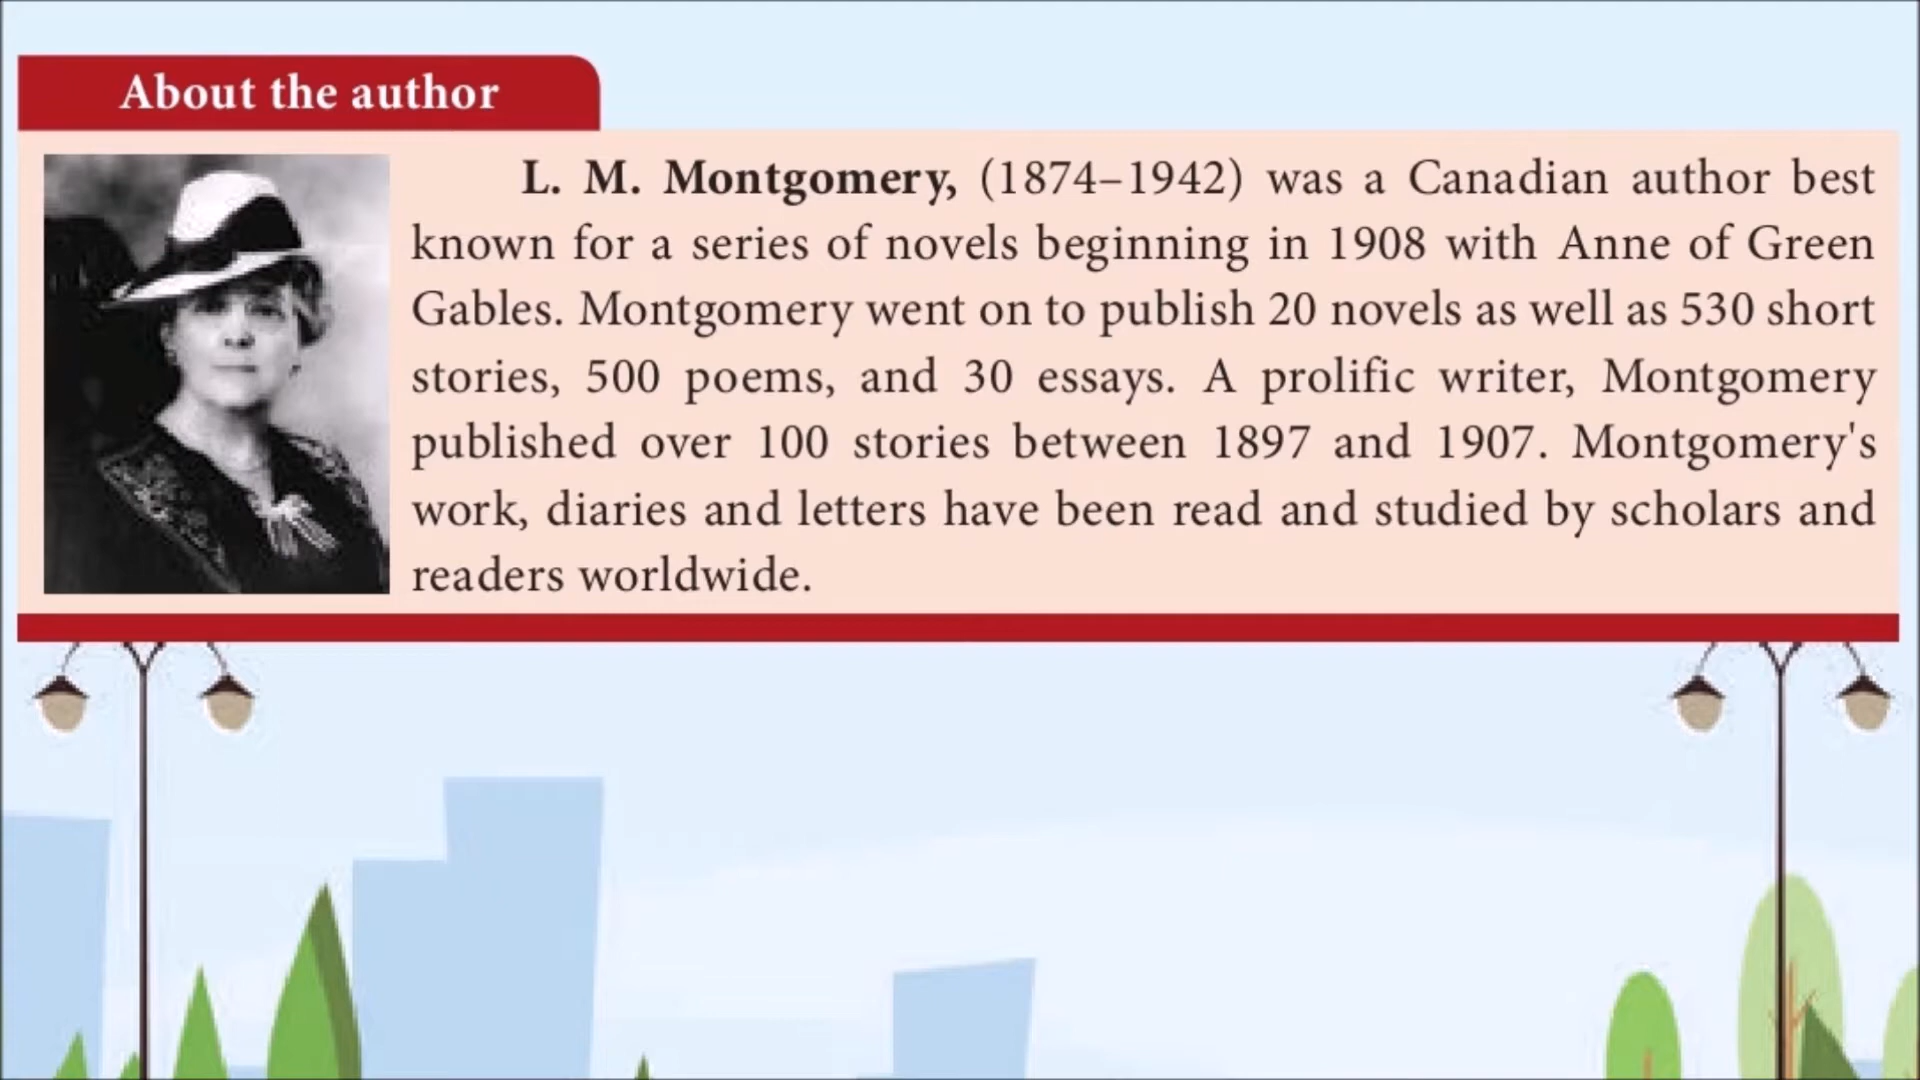 About the author
L. M. Montgomery, (1874–1942) was a Canadian author best
known for a series of novels beginning in 1908 with Anne of Green
Gables. Montgomery went on to publish 20 novels as well as 530 short
stories, 500 poems, and 30 essays. A prolific writer, Montgomery
published over 100 stories between 1897 and 1907. Montgomery's
work, diaries and letters have been read and studied by scholars and
readers worldwide.